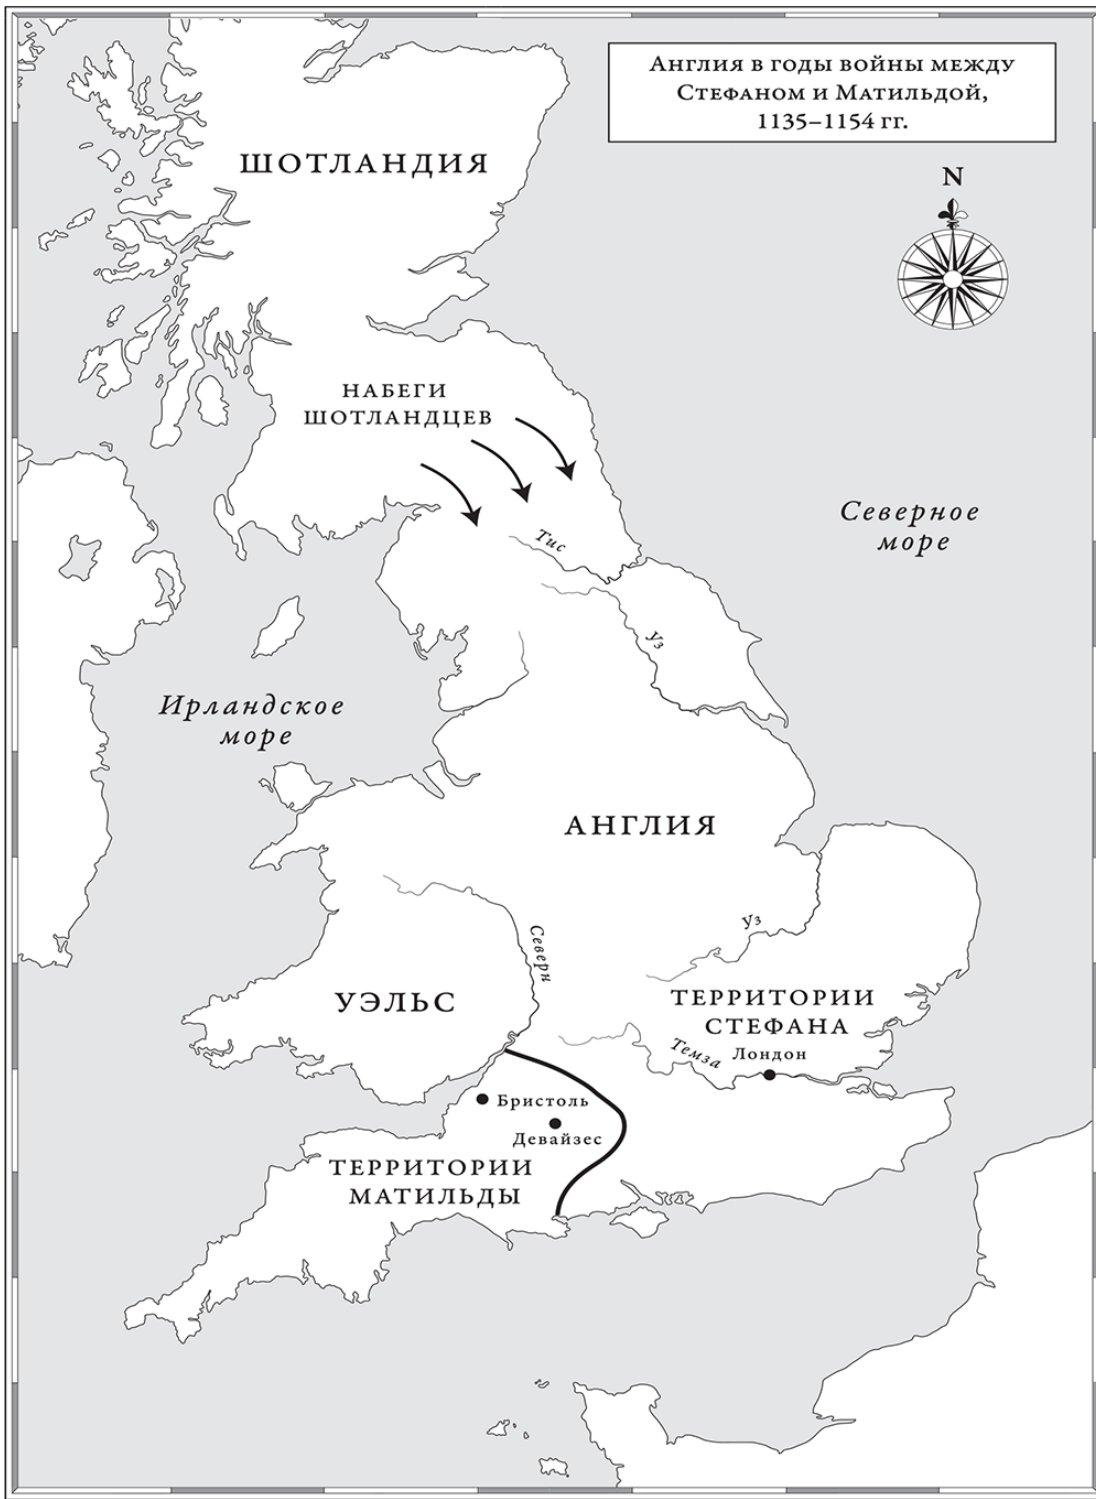 Англия в годы войны между
Стефаном и Матильдой,
1135–1154 гг.
N
ШОТЛАНДИЯ
НАБЕГИ
ШОТЛАНДЦЕВ
Северное
море
Тис
Уз
Ирландское
море
АНГЛИЯ
Уз
Северн
УЭЛЬС
ТЕРРИТОРИИ
СТЕФАНА
Темза
Лондон
Бристоль
Девайзес
ТЕРРИТОРИИ
МАТИЛЬДЫ